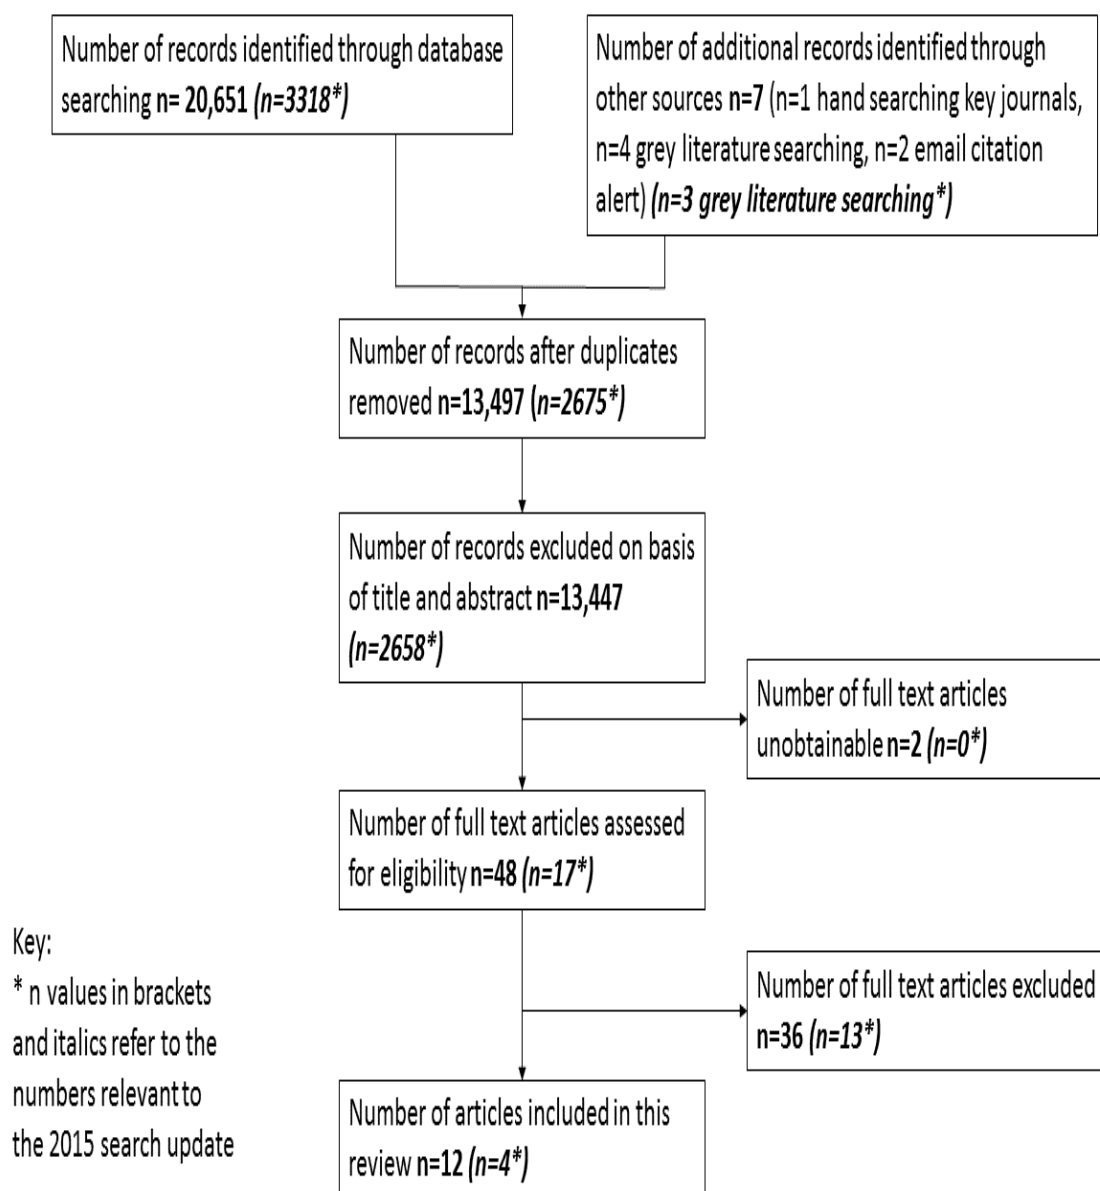 Number of records identified through database
searching n= 20,651 (n=3318*)
Number of additional records identified through
other sources n=7 (n=1 hand searching key journals,
n=4 grey literature searching, n=2 email citation
alert) (n=3 grey literature searching*)
Number of records after duplicates
removed n=13,497 (n=2675*)
Number of records excluded on basis
of title and abstract n=13,447
(n=2658*)
Number of full text articles
unobtainable n=2 (n=0*)
Number of full text articles assessed
for eligibility n=48 (n=17*)
Number of full text articles excluded
n=36 (n=13*)
Number of articles included in this
review n=12 (n=4*)
Key:
* n values in brackets
and italics refer to the
numbers relevant to
the 2015 search update